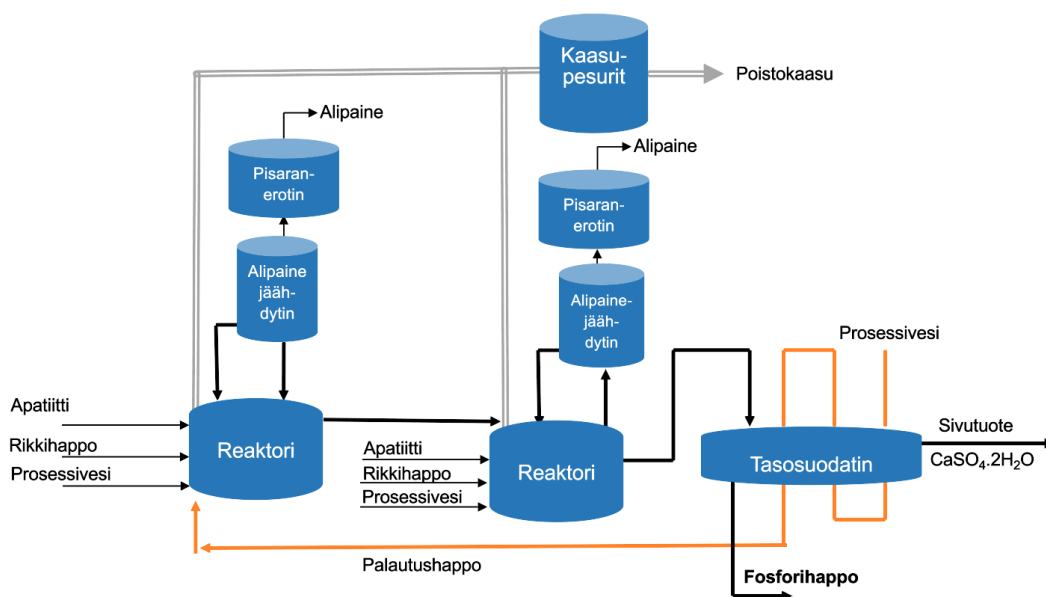 Kaasu-
pesurit
Poistokaasu
Alipaine
Pisaran-
erotin
Alipaine
jääh-
dytin
Alipaine
Pisaran-
erotin
Alipaine-
jääh-
dytin
Apatiitti
Rikkihappo
Prosessivesi
Reaktori
Apatiitti
Rikkihappo
Prosessivesi
Reaktori
Prosessivesi
Tasosuodatin
Sivutuote
CaSO₄.2H₂O
Palautushappo
Fosforihappo